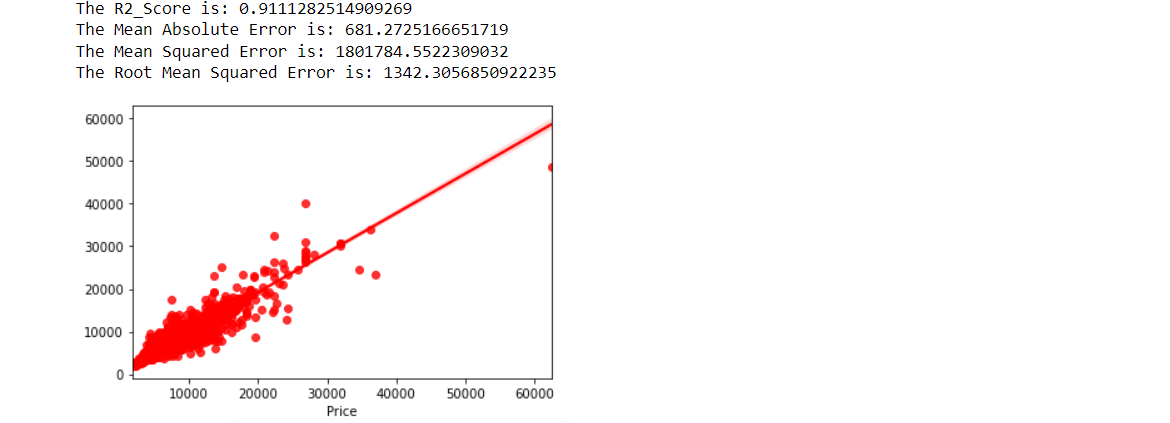 The R2_Score is: 0.9111282514909269
The Mean Absolute Error is: 681.2725166651719
The Mean Squared Error is: 1801784.5522309032
The Root Mean Squared Error is: 1342.3056850922235
60000
50000
40000
30000
20000
10000
0
10000 20000 30000 40000 50000 60000
Price